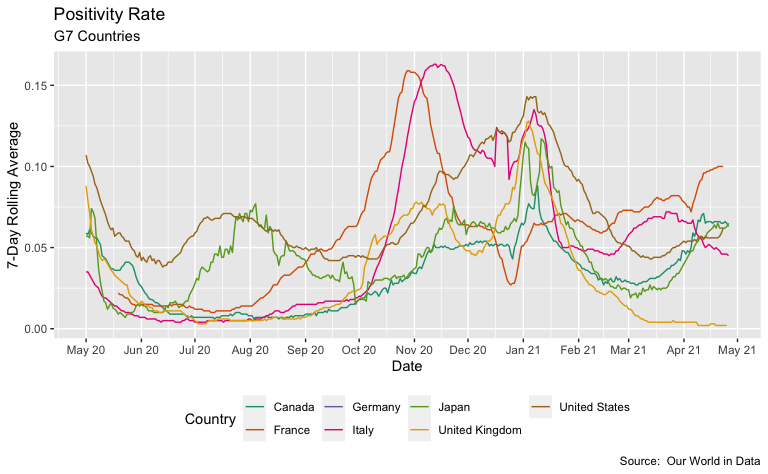 Positivity Rate
G7 Countries
7-Day Rolling Average
0.15
0.10
0.05
0.00
May 20 Jun 20 Jul 20 Aug 20 Sep 20 Oct 20 Nov 20 Dec 20 Jan 21 Feb 21 Mar 21 Apr 21 May 21
Date
Country
Canada Germany Japan United States
France Italy United Kingdom
Source: Our World in Data